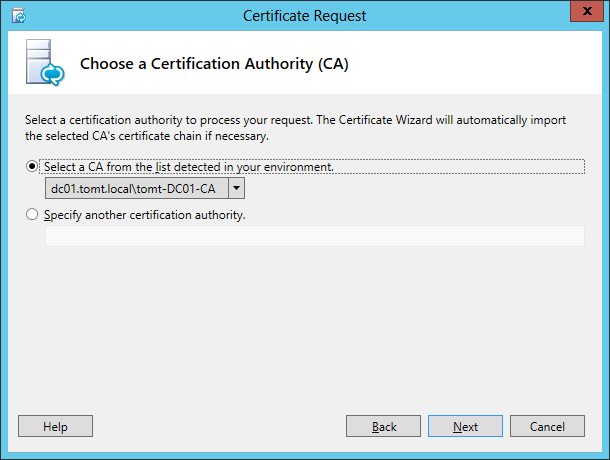 Certificate Request
x
Choose a Certification Authority (CA)
Select a certification authority to process your request. The Certificate Wizard will automatically import
the selected CA's certificate chain if necessary.
Select a CA from the list detected in your environment.
dc01.tomt.local\tomt-DC01-CA
Specify another certification authority.
Help
Back
Next
Cancel